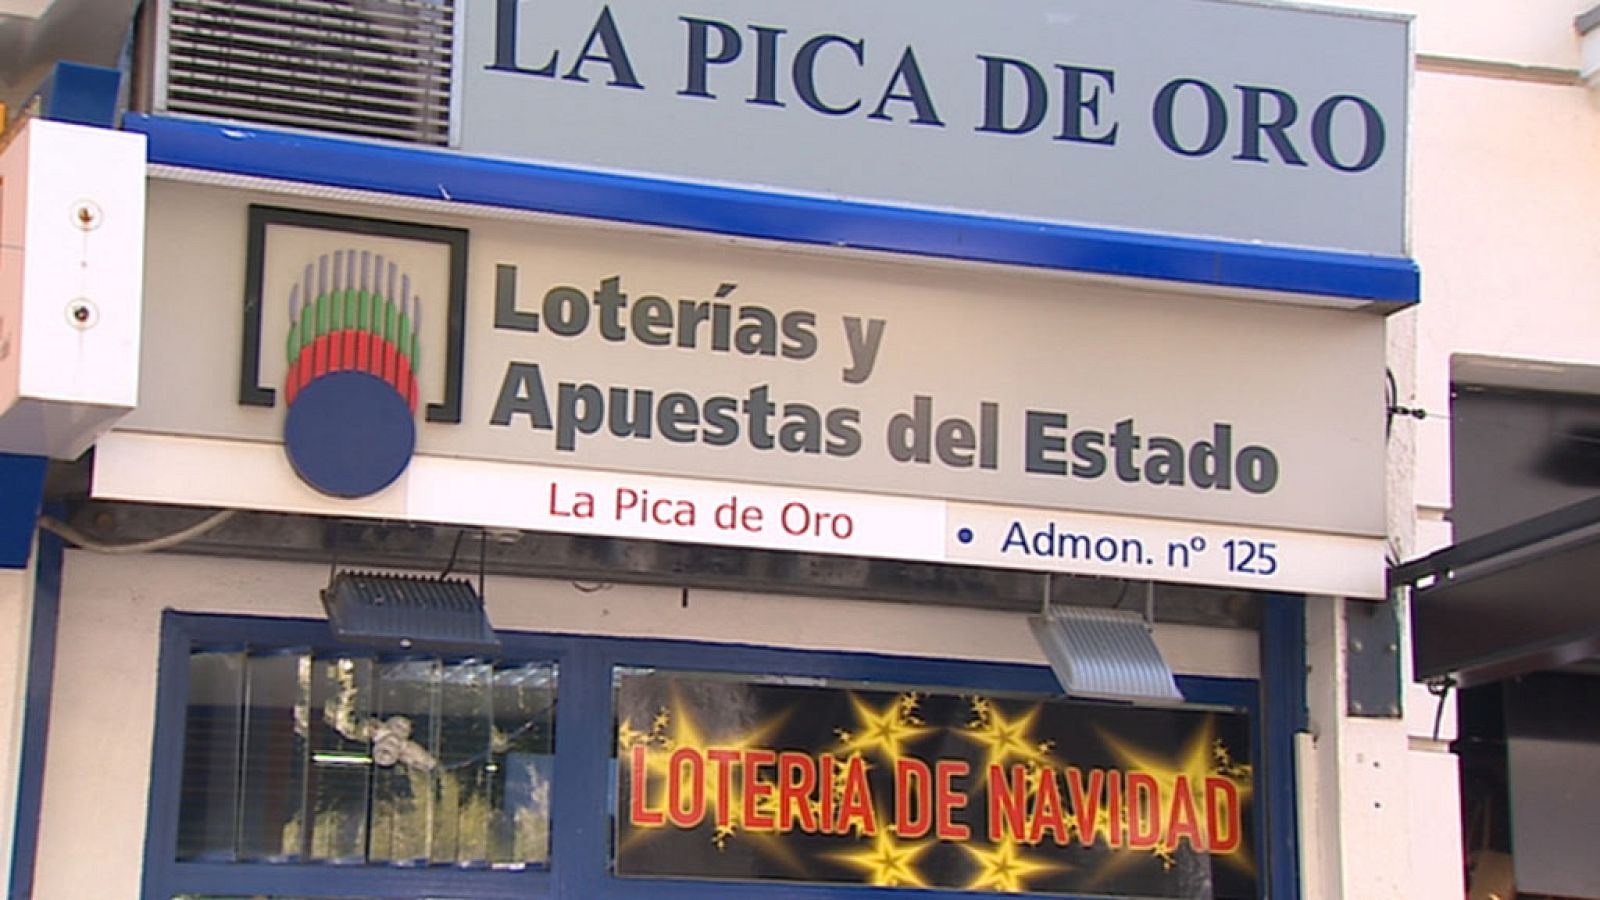 LA PICA DE ORO
Loterías y
Apuestas del Estado
La Pica de Oro • Admon. nº 125
LOTERIA DE NAVIDAD